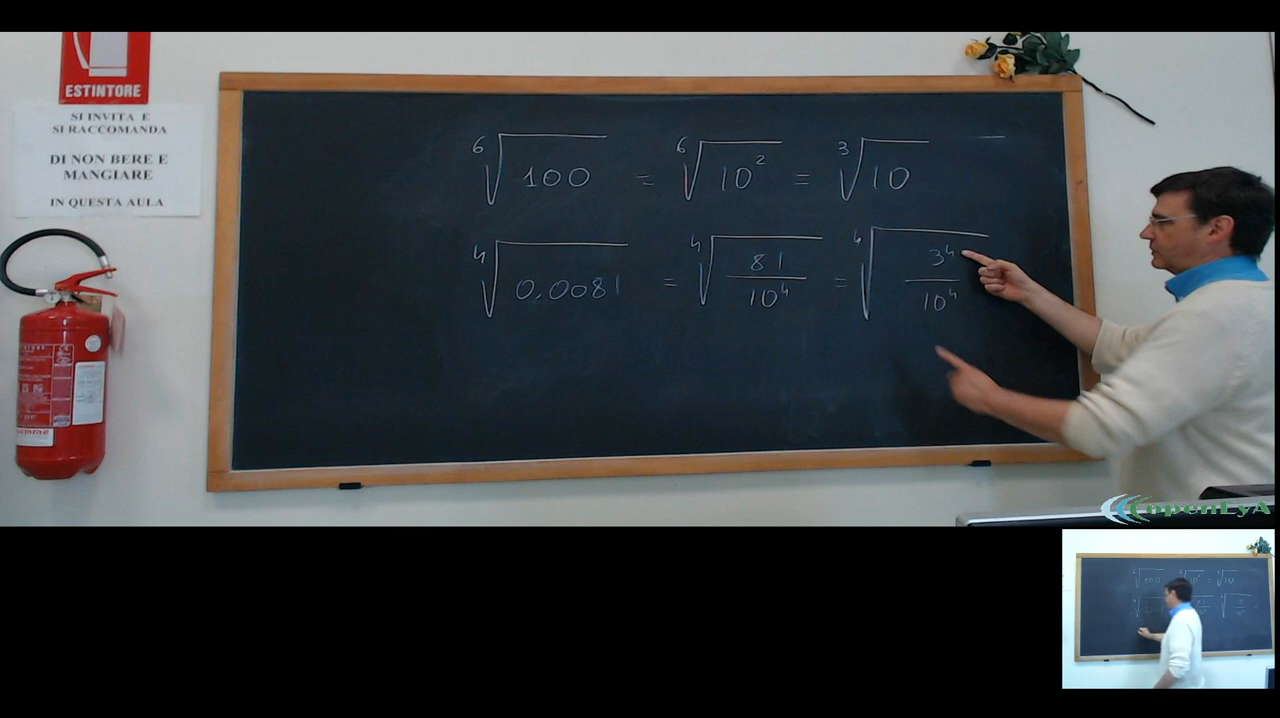 ESTINTORE
SI INVITA E
SI RACCOMANDA
DI NON BERE E
MANGIARE
IN QUESTA AULA
⁶√100 = ⁶√10² = ³√10
⁴√0,0081 = ⁴√(81/10⁴) = ⁴√(3⁴/10⁴)
openEyA